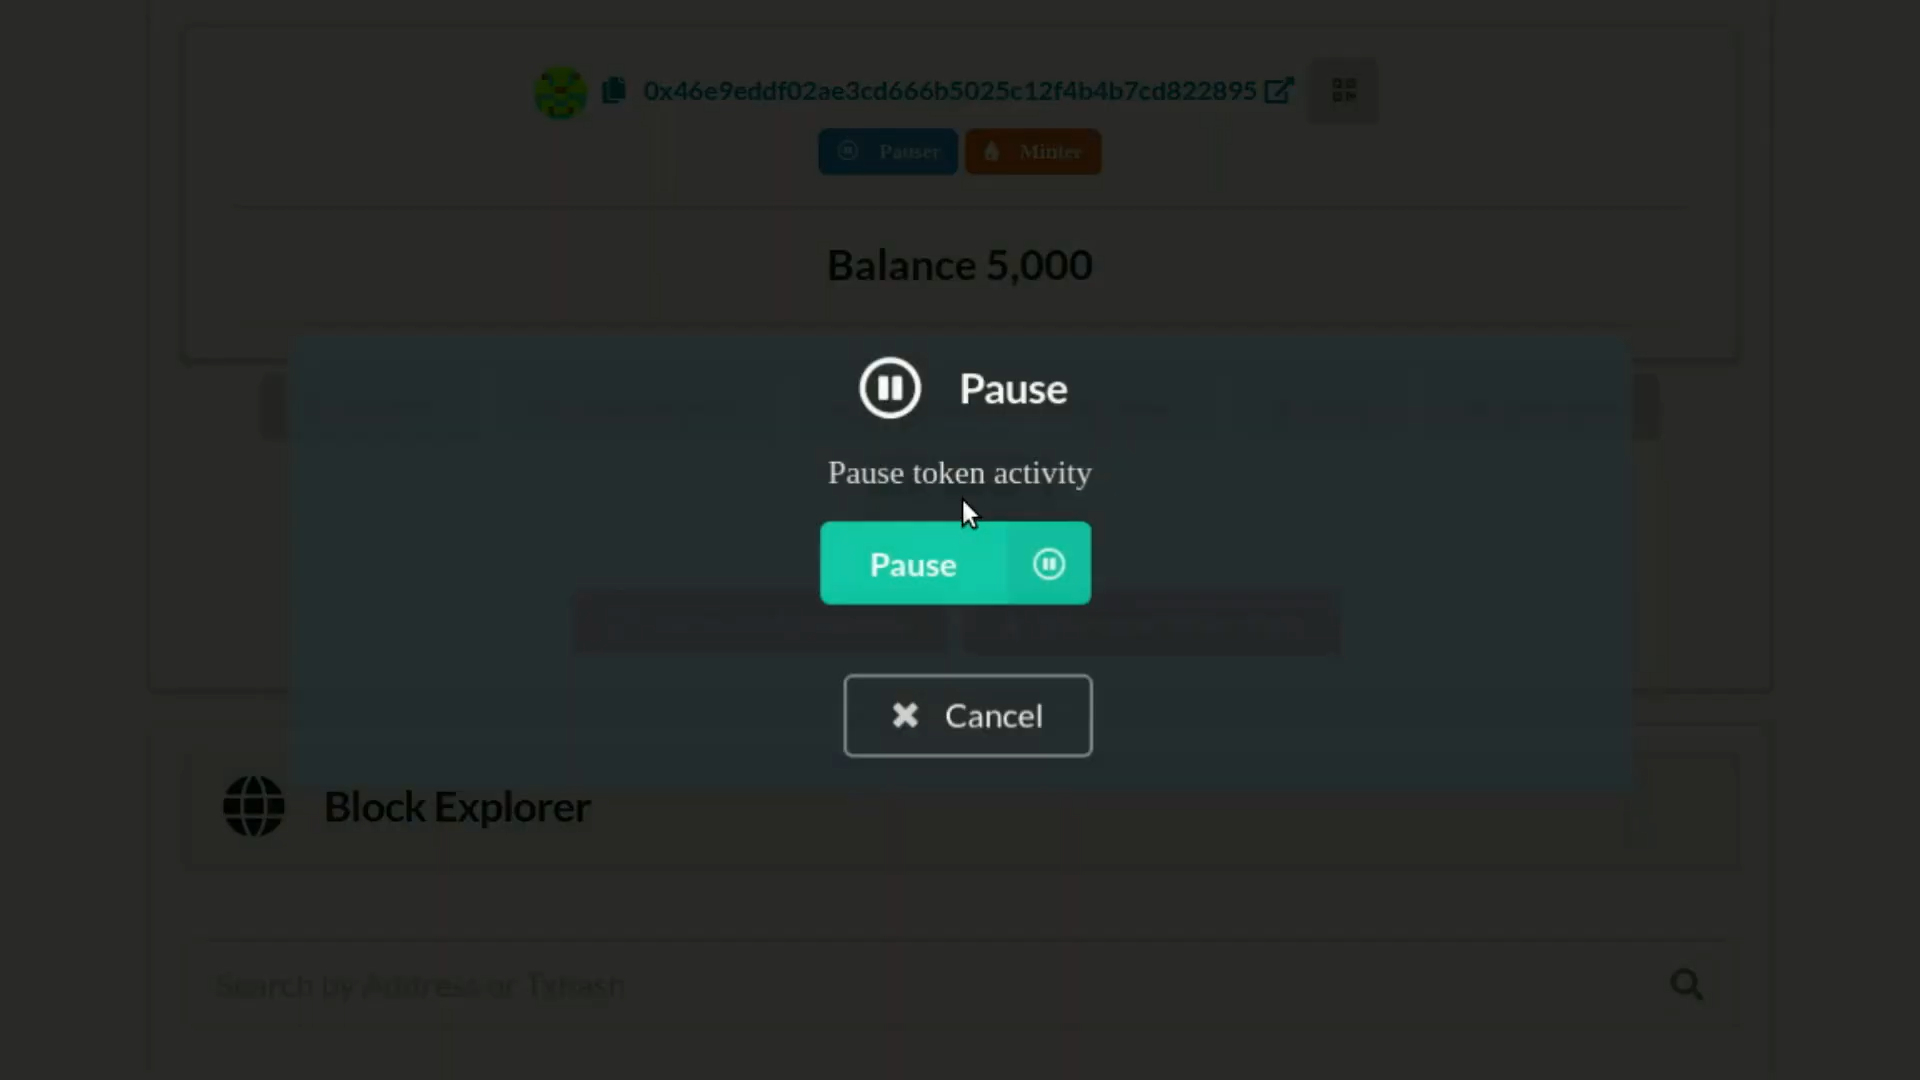 0x46e9eddf02ae3cd666b5025c12f4b4b7cd822895
Pauser Minter
Balance 5,000
Pause
Pause token activity
Pause
Cancel
Block Explorer
Search by Address or Txhash